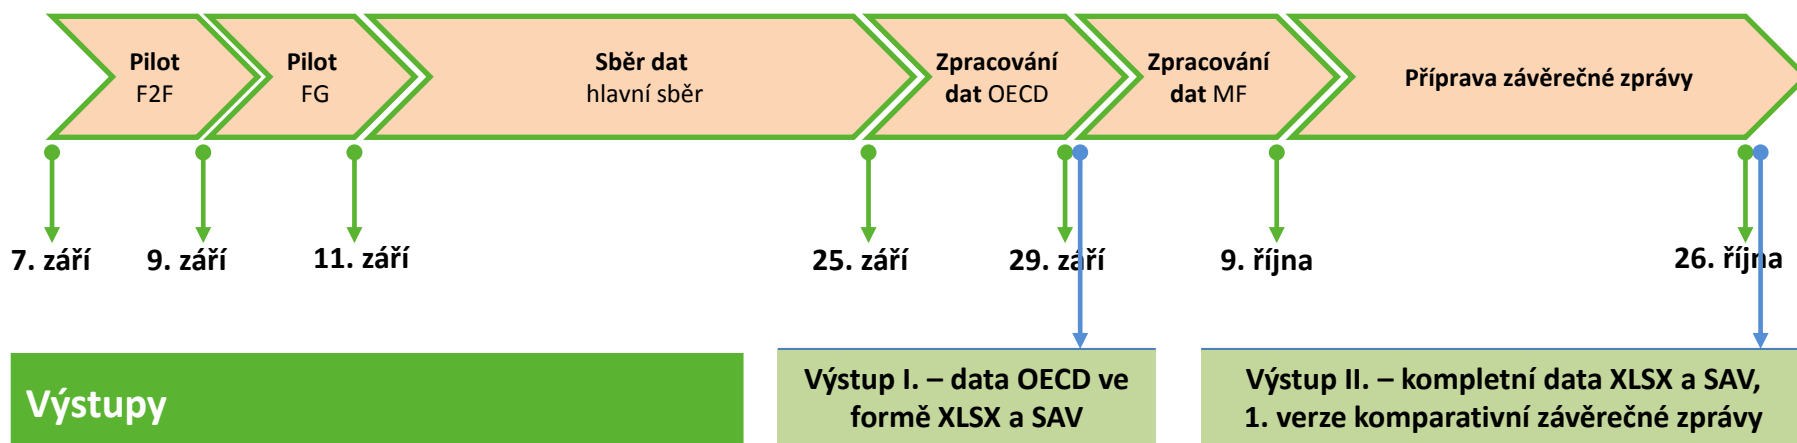 Pilot
F2F
Pilot
FG
Sběr dat
hlavní sběr
Zpracování
dat OECD
Zpracování
dat MF
Příprava závěrečné zprávy
7. září
9. září
11. září
25. září
29. září
9. října
26. října
Výstupy
Výstup I. – data OECD ve
formě XLSX a SAV
Výstup II. – kompletní data XLSX a SAV,
1. verze komparativní závěrečné zprávy